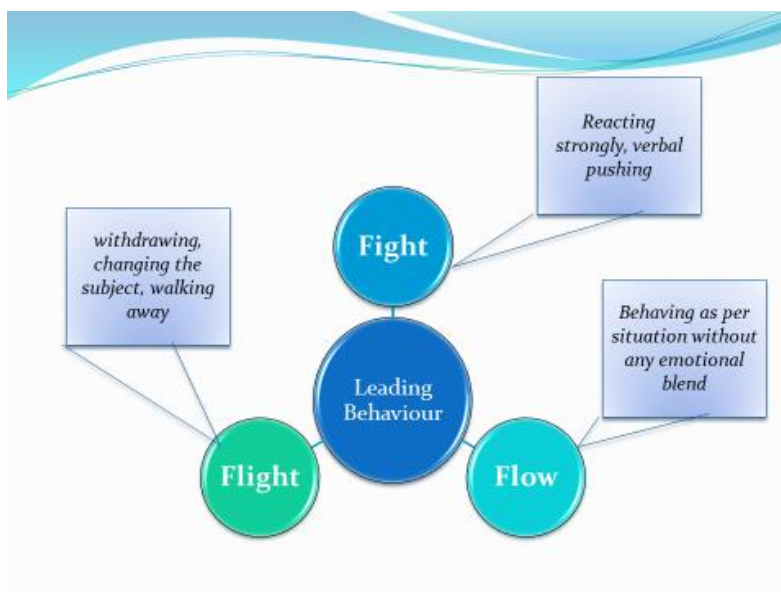 Reacting
strongly, verbal
pushing
Fight
withdrawing,
changing the
subject, walking
away
Behaving as per
situation without
any emotional
blend
Leading
Behaviour
Flight
Flow